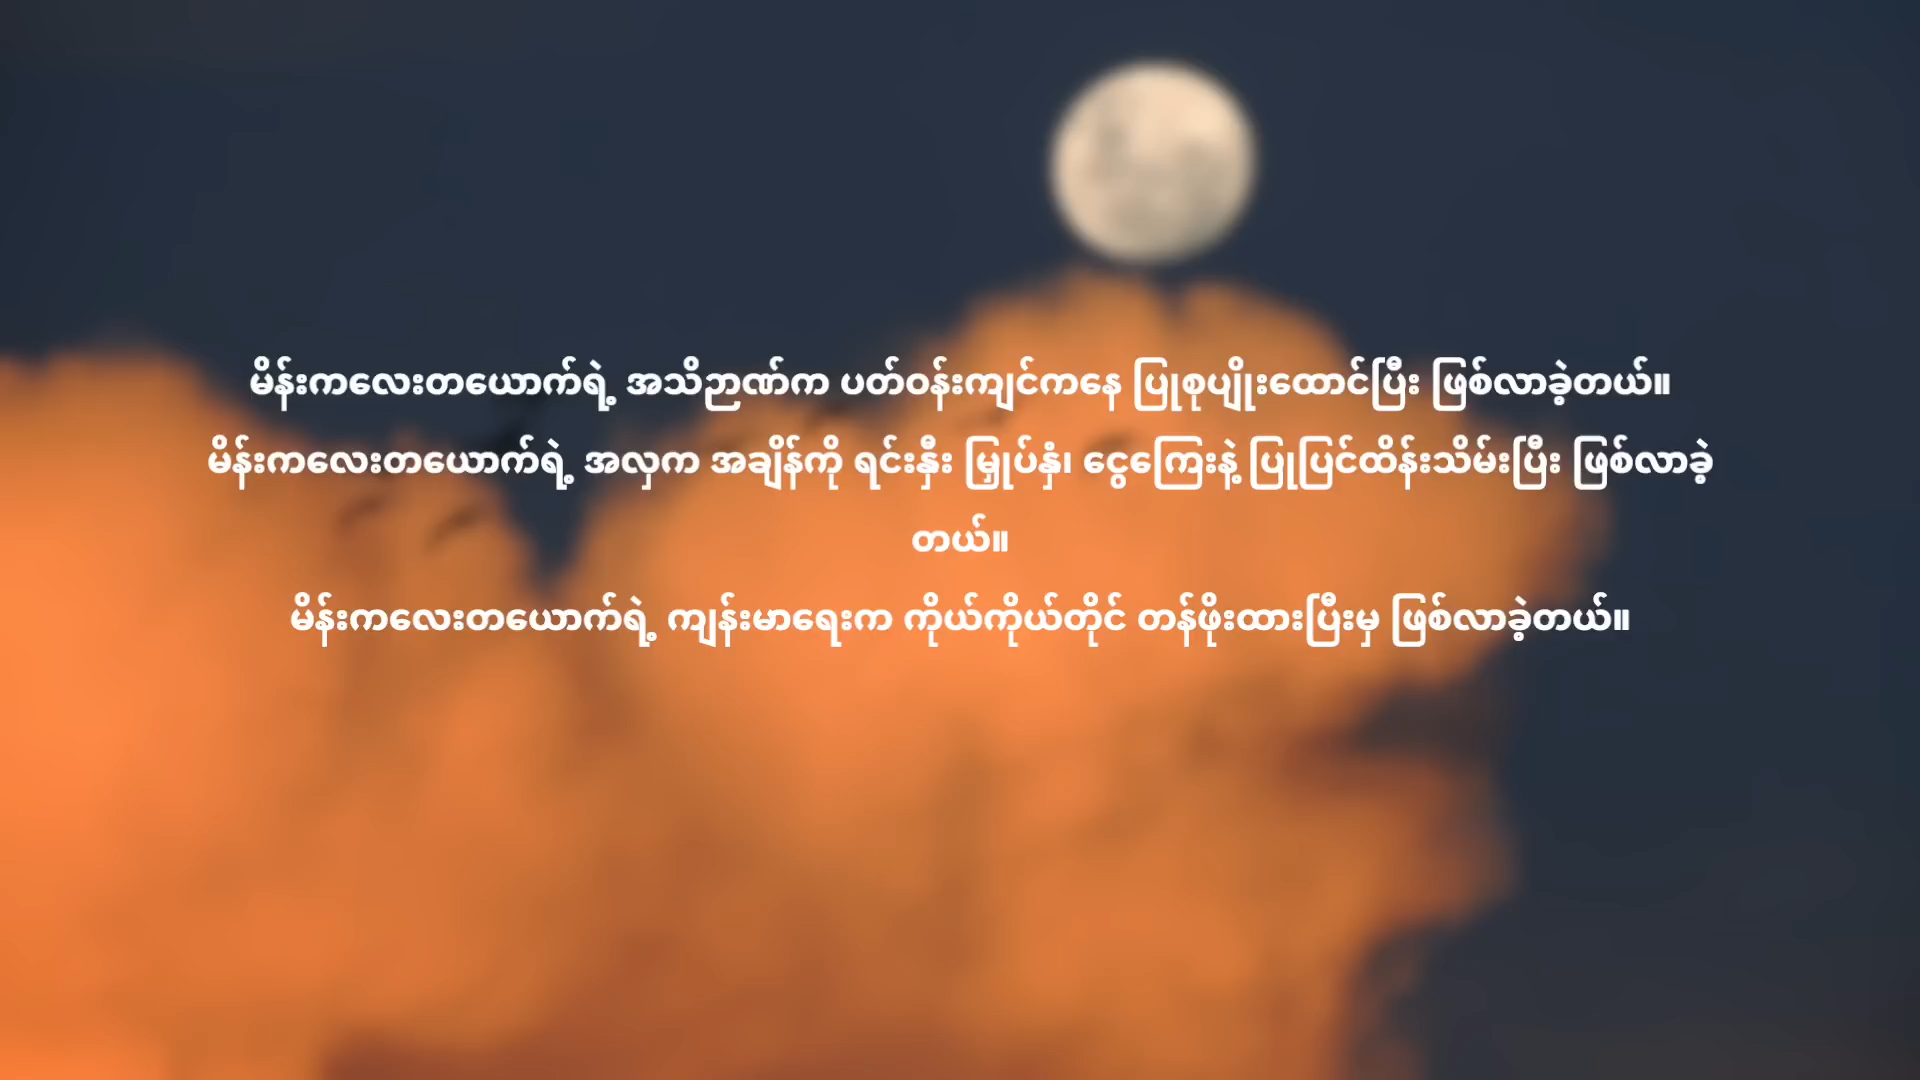 မိန်းကလေးတယောက်ရဲ့ အသိဉာဏ်က ပတ်ဝန်းကျင်ကနေ ပြုစုပျိုးထောင်ပြီး ဖြစ်လာခဲ့တယ်။
မိန်းကလေးတယောက်ရဲ့ အလှက အချိန်ကို ရင်းနှီး မြှုပ်နှံ၊ ငွေကြေးနဲ့ ပြုပြင်ထိန်းသိမ်းပြီး ဖြစ်လာခဲ့
တယ်။
မိန်းကလေးတယောက်ရဲ့ ကျန်းမာရေးက ကိုယ်ကိုယ်တိုင် တန်ဖိုးထားပြီးမှ ဖြစ်လာခဲ့တယ်။